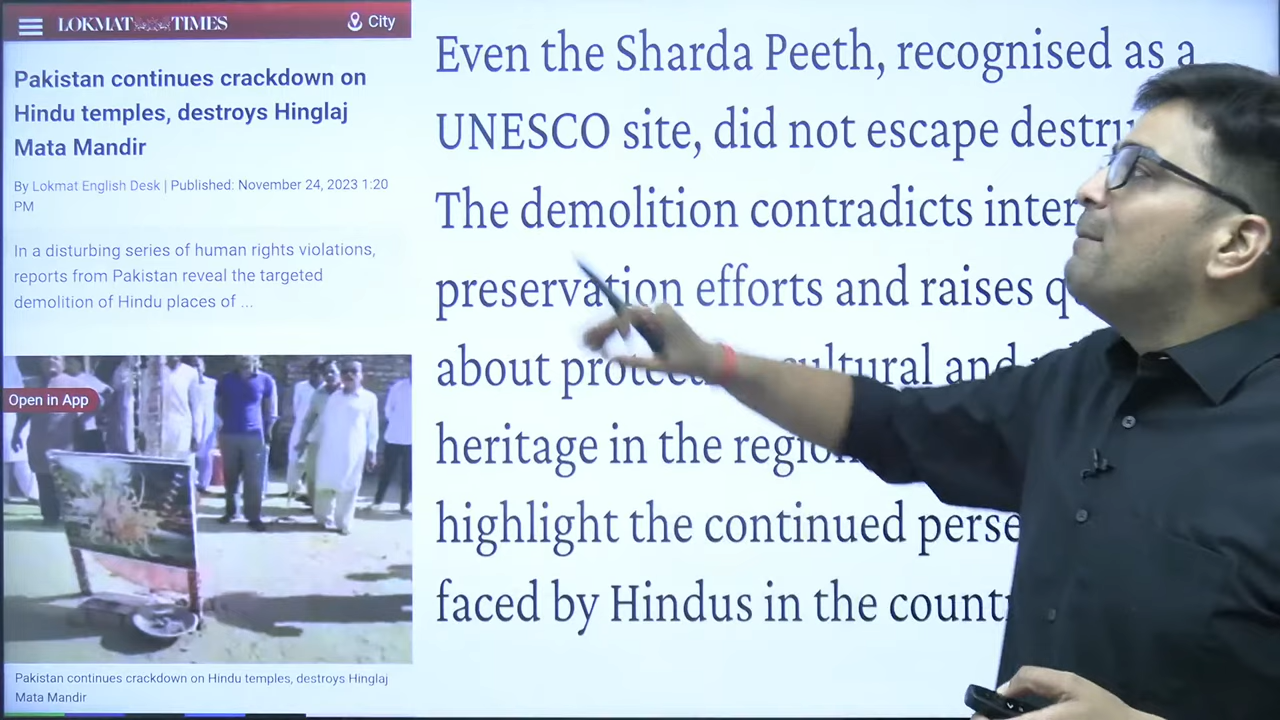 LOKMAT TIMES
City
Pakistan continues crackdown on
Hindu temples, destroys Hinglaj
Mata Mandir
By Lokmat English Desk | Published: November 24, 2023 1:20
PM
In a disturbing series of human rights violations,
reports from Pakistan reveal the targeted
demolition of Hindu places of ...
Open in App
Pakistan continues crackdown on Hindu temples, destroys Hinglaj
Mata Mandir
Even the Sharda Peeth, recognised as a
UNESCO site, did not escape
The demolition contradicts
preservation efforts and raises
about
heritage in the
highlight the continued
faced by Hindus in the